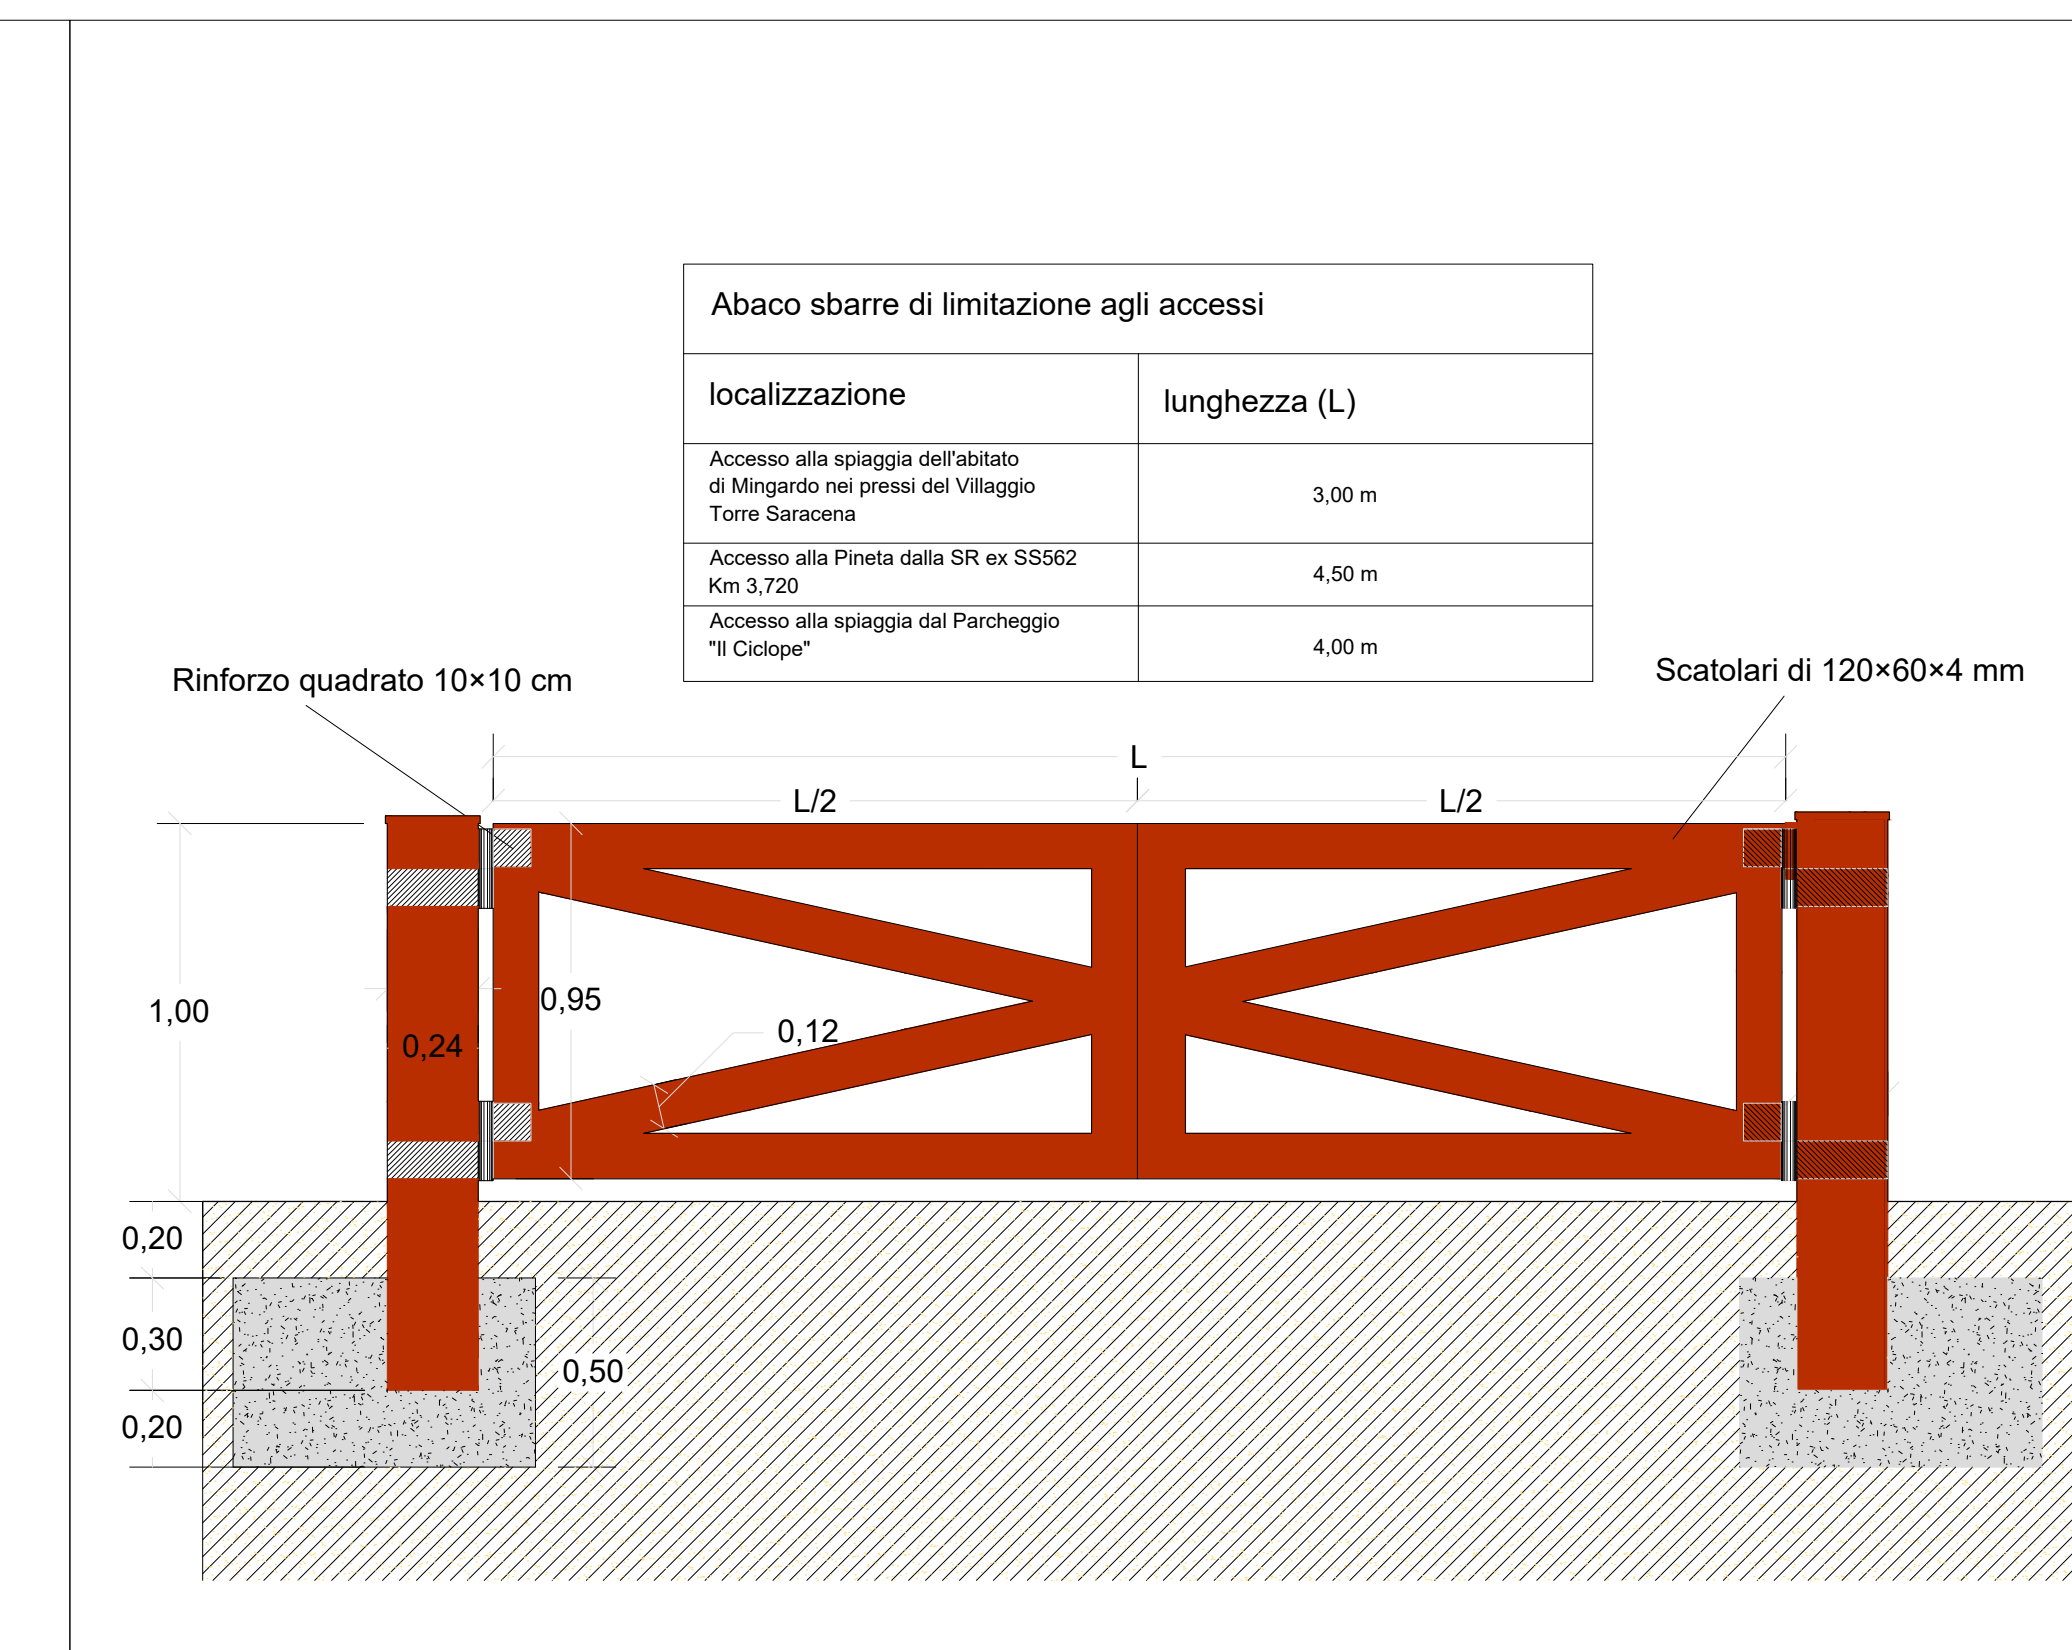 Abaco sbarre di limitazione agli accessi
localizzazione
lunghezza (L)
Accesso alla spiaggia dell'abitato
di Mingardo nei pressi del Villaggio
Torre Saracena
3,00 m
Accesso alla Pineta dalla SR ex SS562
Km 3,720
4,50 m
Accesso alla spiaggia dal Parcheggio
"Il Ciclope"
4,00 m
Rinforzo quadrato 10×10 cm
Scatolari di 120×60×4 mm
L
L/2
L/2
1,00
0,24
0,95
0,12
0,20
0,30
0,50
0,20